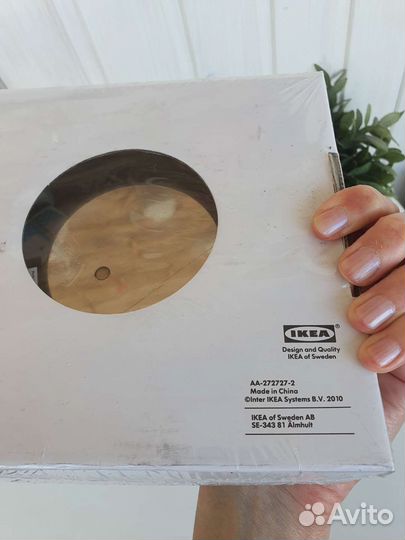 IKEA®
Design and Quality
IKEA of Sweden
AA-272727-2
Made in China
©Inter IKEA Systems B.V. 2010
IKEA of Sweden AB
SE-343 81 Älmhult
Avito